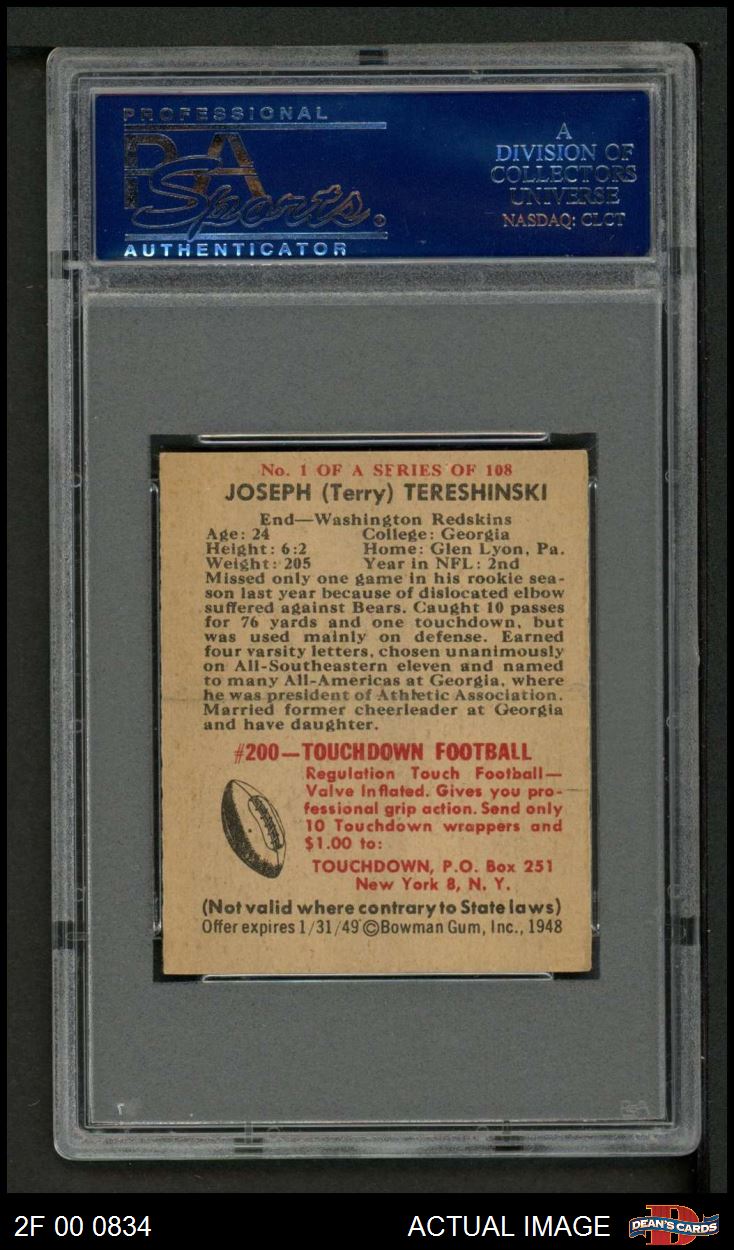 PROFESSIONAL
PSA
Sports
AUTHENTICATOR
A
DIVISION OF
COLLECTORS
UNIVERSE
NASDAQ: CLCT
No. 1 OF A SERIES OF 108
JOSEPH (Terry) TERESHINSKI
End—Washington Redskins
Age: 24 College: Georgia
Height: 6:2 Home: Glen Lyon, Pa.
Weight: 205 Year in NFL: 2nd
Missed only one game in his rookie sea-
son last year because of dislocated elbow
suffered against Bears. Caught 10 passes
for 76 yards and one touchdown, but
was used mainly on defense. Earned
four varsity letters, chosen unanimously
on All-Southeastern eleven and named
to many All-Americas at Georgia, where
he was president of Athletic Association.
Married former cheerleader at Georgia
and have daughter.
#200—TOUCHDOWN FOOTBALL
Regulation Touch Football—
Valve Inflated. Gives you pro-
fessional grip action. Send only
10 Touchdown wrappers and
$1.00 to:
TOUCHDOWN, P.O. Box 251
New York 8, N. Y.
(Not valid where contrary to State laws)
Offer expires 1/31/49 ©Bowman Gum, Inc., 1948
2F 00 0834
ACTUAL IMAGE
DEAN'S CARDS